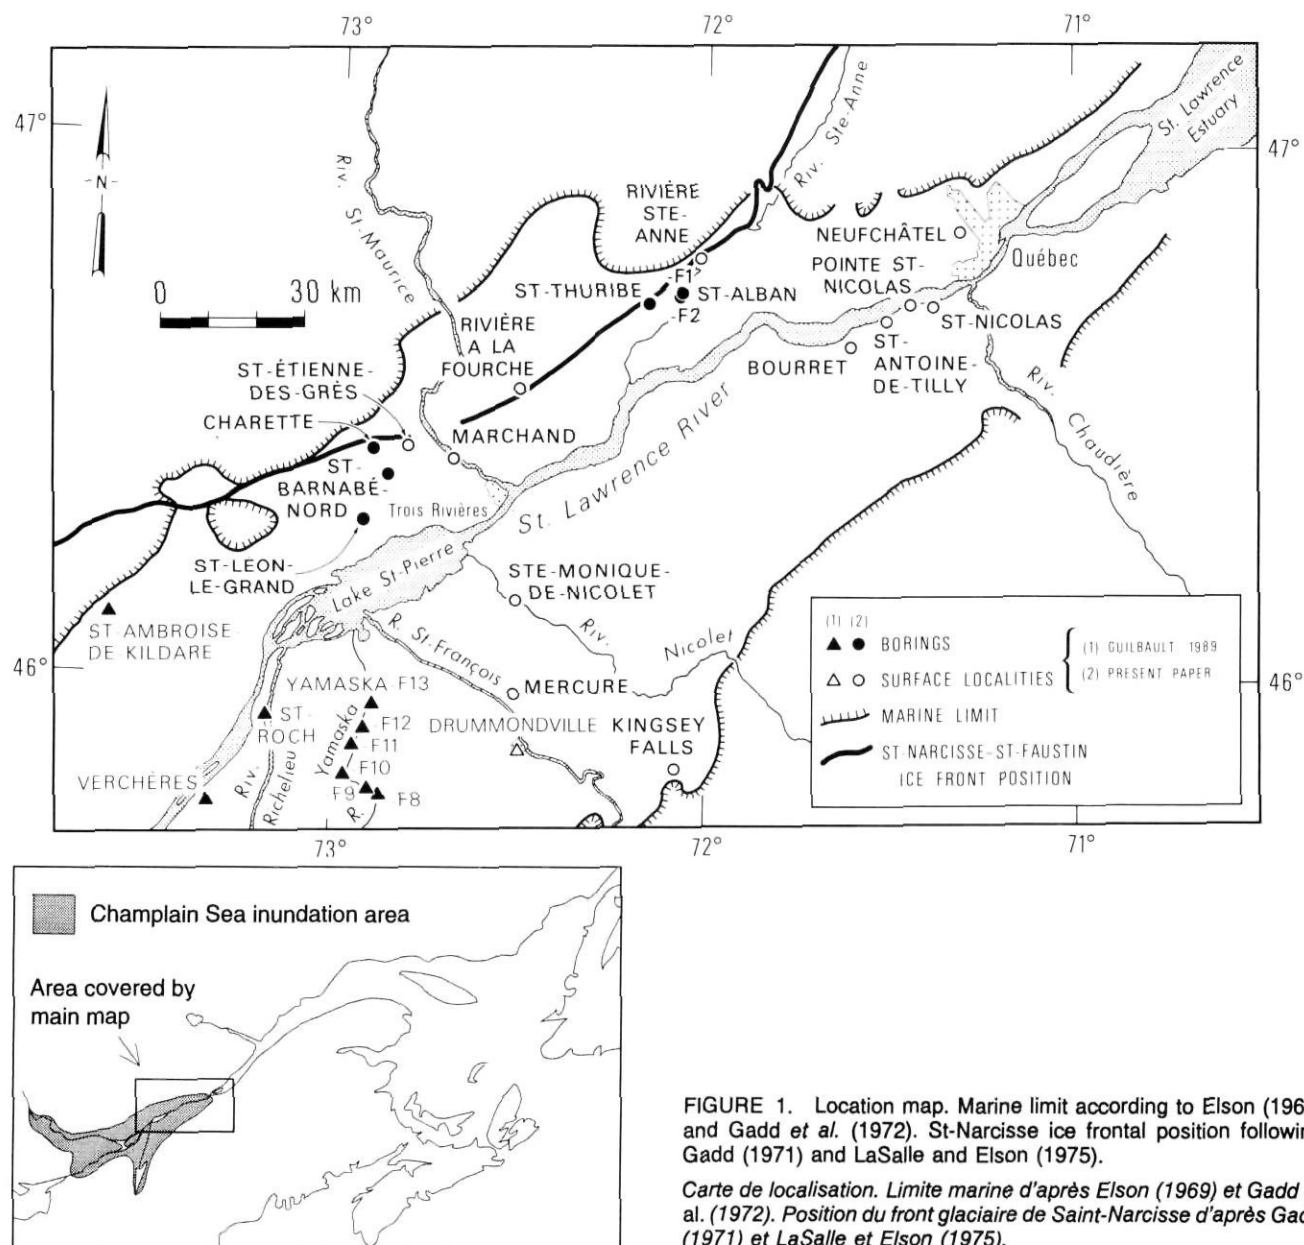 73°
72°
71°
47°
47°
N
0 30 km
Riv. St-Maurice
Riv. Ste-Anne
St. Lawrence
Estuary
RIVIÈRE
STE-
ANNE
NEUFCHÂTEL
POINTE ST-
NICOLAS
Québec
-F1
ST-THURIBE
ST-ALBAN
-F2
ST-NICOLAS
RIVIÈRE
A LA
FOURCHE
BOURRET
ST-
ANTOINE-
DE-TILLY
ST-ÉTIENNE-
DES-GRÈS
CHARETTE
MARCHAND
Riv. Chaudière
ST-
BARNABÉ-
NORD
Trois Rivières
St. Lawrence River
ST-LEON-
LE-GRAND
Lake St-Pierre
STE-MONIQUE-
DE-NICOLET
Riv. Nicolet
ST-AMBROISE-
DE KILDARE
R. St-François
46°
46°
YAMASKA F13
MERCURE
ST-
ROCH
F12
F11
F10
F9
F8
R. Yamaska
DRUMMONDVILLE
KINGSEY
FALLS
VERCHÈRES
Riv. Richelieu
(1) (2)
BORINGS
SURFACE LOCALITIES
(1) GUILBAULT 1989
(2) PRESENT PAPER
MARINE LIMIT
ST-NARCISSE-ST-FAUSTIN
ICE FRONT POSITION
73°
72°
71°
Champlain Sea inundation area
Area covered by
main map
FIGURE 1. Location map. Marine limit according to Elson (196
and Gadd et al. (1972). St-Narcisse ice frontal position followin
Gadd (1971) and LaSalle and Elson (1975).
Carte de localisation. Limite marine d'après Elson (1969) et Gadd
al. (1972). Position du front glaciaire de Saint-Narcisse d'après Gad
(1971) et LaSalle et Elson (1975).